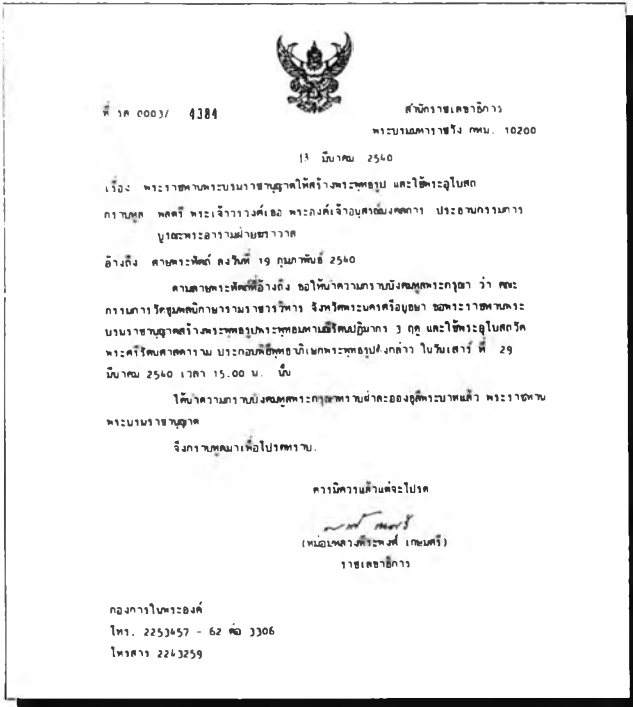 ที่ รล 0003/ 4384
สำนักราชเลขาธิการ
พระบรมมหาราชวัง กทม. 10200
13 มีนาคม 2540
เรื่อง พระราชทานพระบรมราชานุญาตให้สร้างพระพุทธรูป และใช้พระอุโบสถ
กราบทูล พลตรี พระเจ้าวรวงศ์เธอ พระองค์เจ้าอนุสรณ์มงคลการ ประธานกรรมการ
บูรณะพระอารามฝ่ายฆราวาส
อ้างถึง ลายพระหัตถ์ ลงวันที่ 19 กุมภาพันธ์ 2540
ตามลายพระหัตถ์ที่อ้างถึง ขอให้นำความกราบบังคมทูลพระกรุณา ว่า คณะ
กรรมการวัดชุมพลนิกายารามราชวรวิหาร จังหวัดพระนครศรีอยุธยา ขอพระราชทานพระ
บรมราชานุญาตสร้างพระพุทธรูปพระพุทธมหามณีรัตนปฏิมากร 3 ฤดู และใช้พระอุโบสถวัด
พระศรีรัตนศาสดาราม ประกอบพิธีพุทธาภิเษกพระพุทธรูปดังกล่าว ในวันเสาร์ ที่ 29
มีนาคม 2540 เวลา 15.00 น. นั้น
ได้นำความกราบบังคมทูลพระกรุณาทราบฝ่าละอองธุลีพระบาทแล้ว พระราชทาน
พระบรมราชานุญาต
จึงกราบทูลมาเพื่อโปรดทราบ.
ควรมิควรแล้วแต่จะโปรด
(หม่อมหลวงพีระพงศ์ เกษมศรี)
ราชเลขาธิการ
กองการในพระองค์
โทร. 2253457 - 62 ต่อ 3306
โทรสาร 2243259